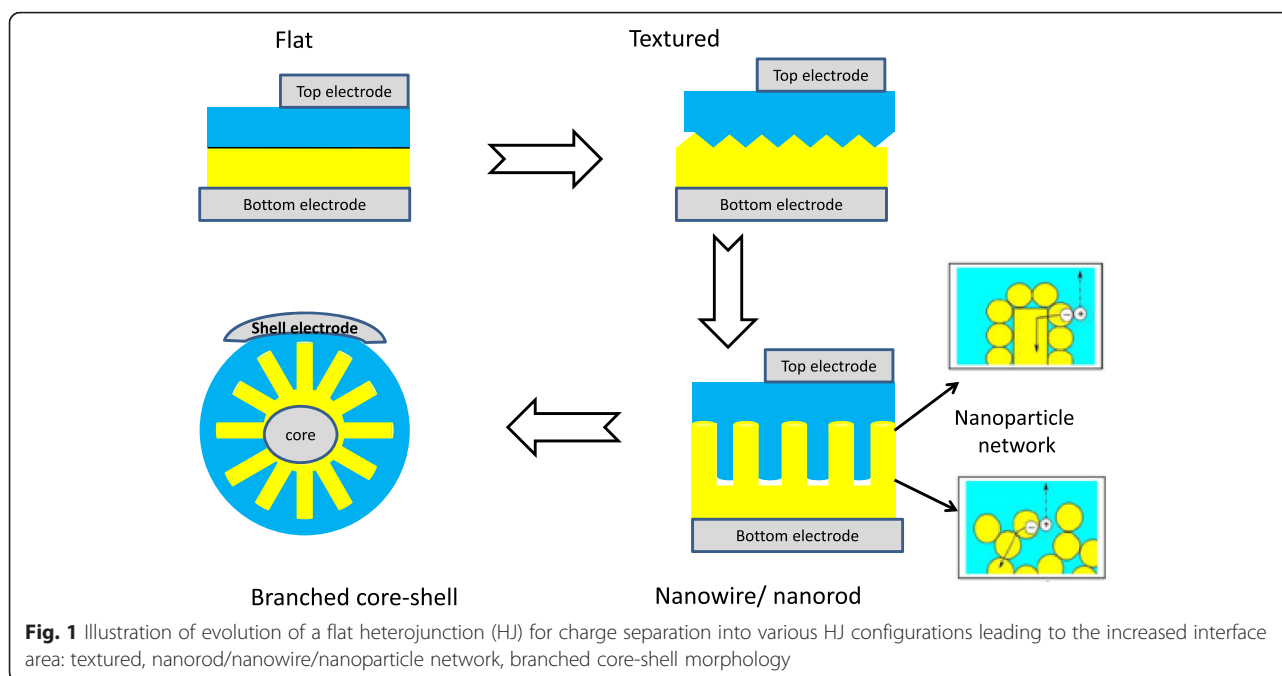 Flat
Textured
Top electrode
Top electrode
Bottom electrode
Bottom electrode
Shell electrode
core
Top electrode
Nanoparticle
network
Bottom electrode
− +
− +
Branched core-shell
Nanowire/ nanorod
Fig. 1 Illustration of evolution of a flat heterojunction (HJ) for charge separation into various HJ configurations leading to the increased interface
area: textured, nanorod/nanowire/nanoparticle network, branched core-shell morphology